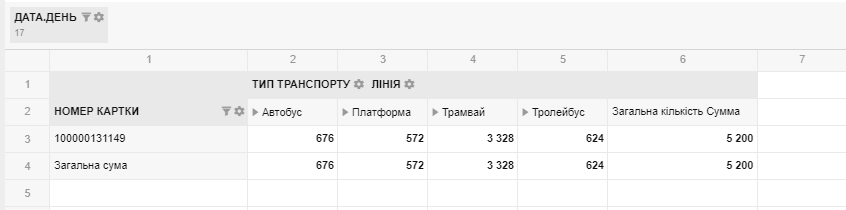 ДАТА.ДЕНЬ
17
1 2 3 4 5 6 7
1 ТИП ТРАНСПОРТУ ЛІНІЯ
2 НОМЕР КАРТКИ Автобус Платформа Трамвай Тролейбус Загальна кількість Сумма
3 100000131149 676 572 3 328 624 5 200
4 Загальна сума 676 572 3 328 624 5 200
5